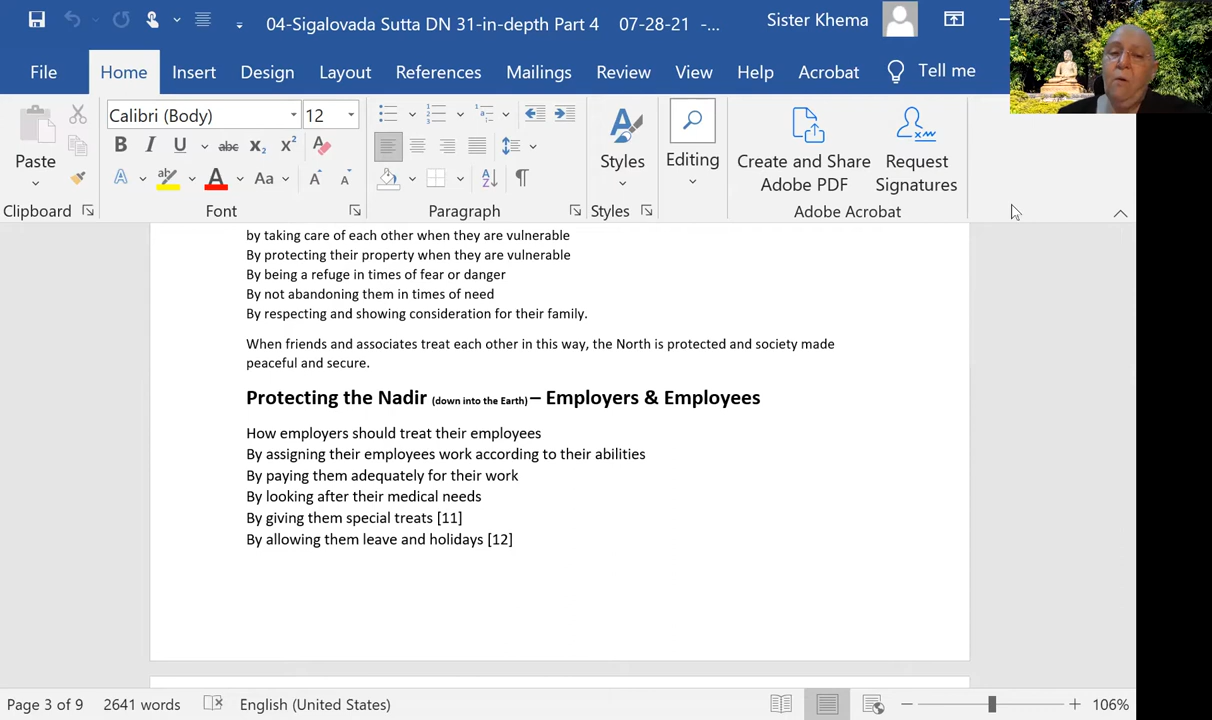 04-Sigalovada Sutta DN 31-in-depth Part 4 07-28-21 -...
Sister Khema
File Home Insert Design Layout References Mailings Review View Help Acrobat Tell me
Calibri (Body) 12
Paste
Styles
Editing
Create and Share Adobe PDF
Request Signatures
Clipboard Font Paragraph Styles Adobe Acrobat
by taking care of each other when they are vulnerable
By protecting their property when they are vulnerable
By being a refuge in times of fear or danger
By not abandoning them in times of need
By respecting and showing consideration for their family.
When friends and associates treat each other in this way, the North is protected and society made
peaceful and secure.
Protecting the Nadir (down into the Earth) – Employers & Employees
How employers should treat their employees
By assigning their employees work according to their abilities
By paying them adequately for their work
By looking after their medical needs
By giving them special treats [11]
By allowing them leave and holidays [12]
Page 3 of 9 2641 words English (United States) 106%